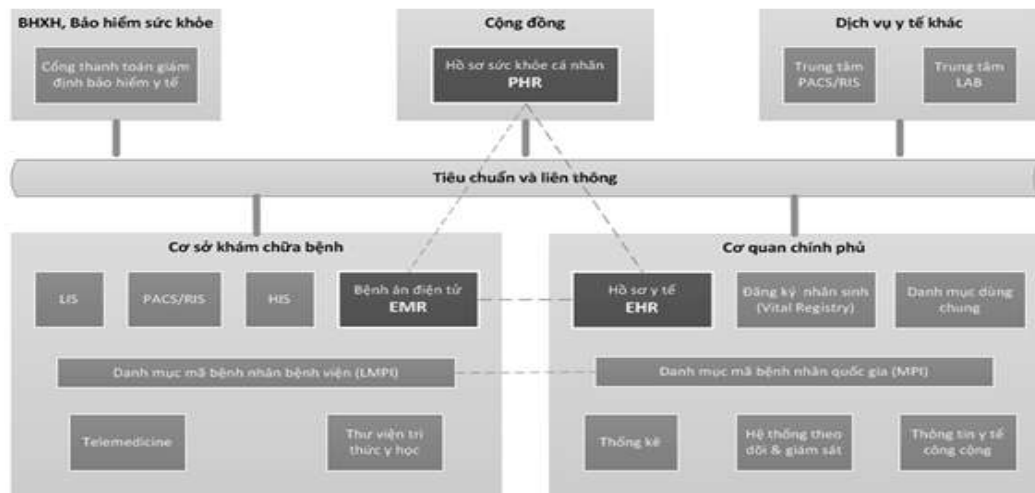 BHXH, Bảo hiểm sức khỏe
Cổng thanh toán giám
định bảo hiểm y tế
Cộng đồng
Hồ sơ sức khỏe cá nhân
PHR
Dịch vụ y tế khác
Trung tâm
PACS/RIS
Trung tâm
LAB
Tiêu chuẩn và liên thông
Cơ sở khám chữa bệnh
LIS
PACS/RIS
HIS
Bệnh án điện tử
EMR
Danh mục mã bệnh nhân bệnh viện (LMPI)
Telemedicine
Thư viện tri
thức y học
Cơ quan chính phủ
Hồ sơ y tế
EHR
Đăng ký nhân sinh
(Vital Registry)
Danh mục dùng
chung
Danh mục mã bệnh nhân quốc gia (MPI)
Thống kê
Hệ thống theo
dõi & giám sát
Thông tin y tế
công cộng